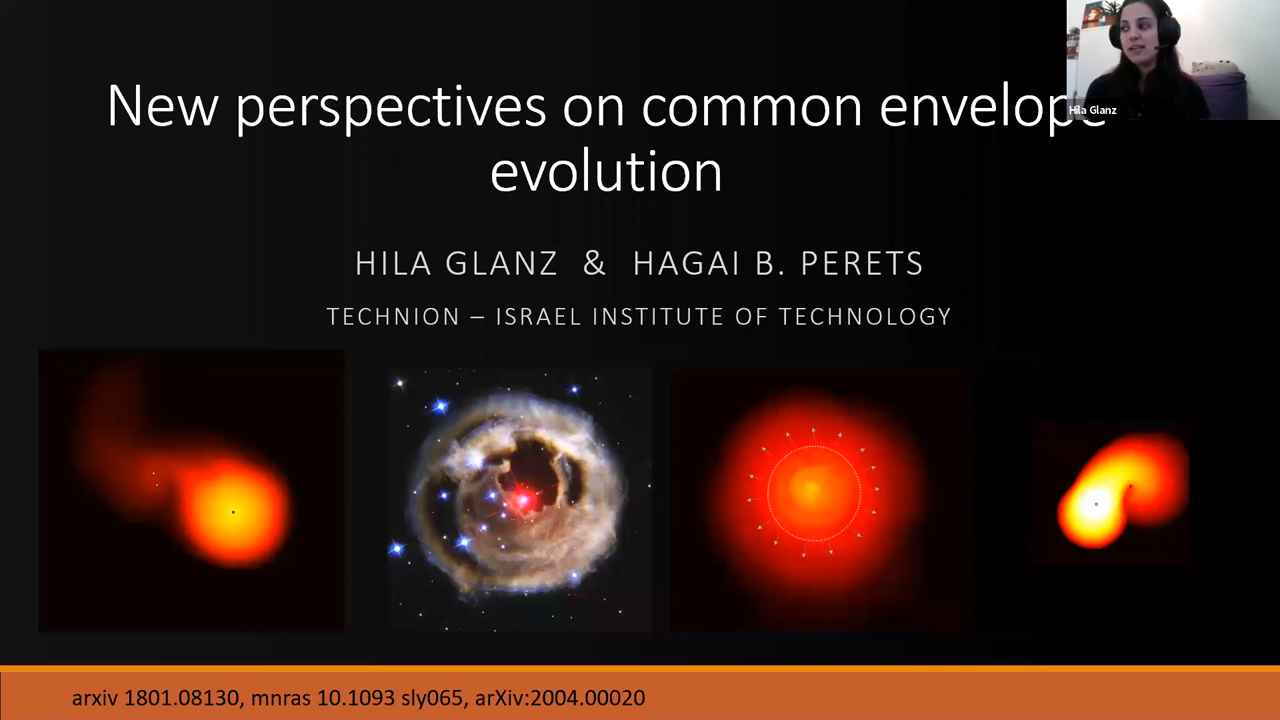 New perspectives on common envelope
evolution
Hila Glanz
HILA GLANZ & HAGAI B. PERETS
TECHNION – ISRAEL INSTITUTE OF TECHNOLOGY
arxiv 1801.08130, mnras 10.1093 sly065, arXiv:2004.00020